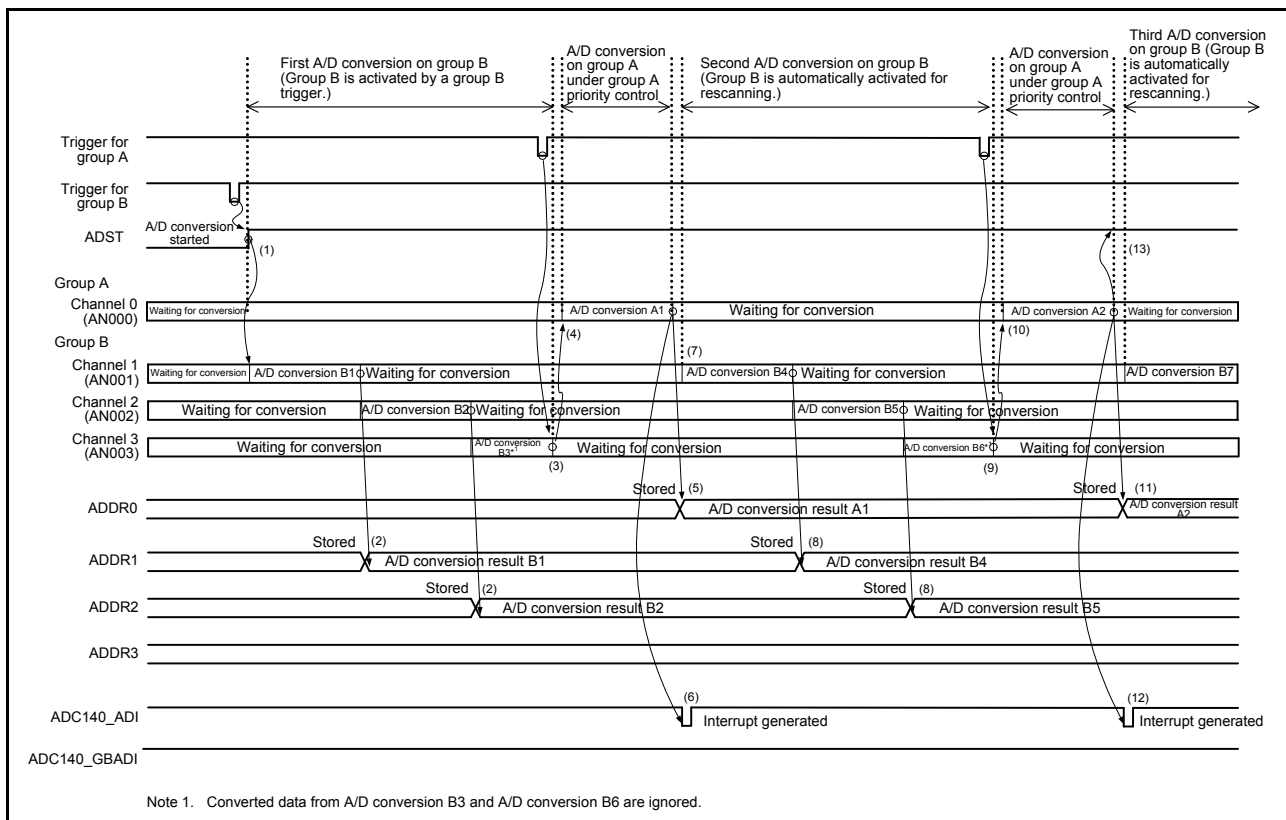 First A/D conversion on group B
(Group B is activated by a group B
trigger.)
A/D conversion
on group A
under group A
priority control
Second A/D conversion on group B
(Group B is automatically activated for
rescanning.)
A/D conversion
on group A
under group A
priority control
Third A/D conversion
on group B (Group B
is automatically
activated for
rescanning.)
Trigger for
group A
Trigger for
group B
A/D conversion
started
ADST
(1)
(13)
Group A
Channel 0
(AN000)
Waiting for conversion
A/D conversion A1
Waiting for conversion
A/D conversion A2
Waiting for conversion
(4)
(10)
Group B
(7)
Channel 1
(AN001)
Waiting for conversion
A/D conversion B1
Waiting for conversion
A/D conversion B4
Waiting for conversion
A/D conversion B7
Channel 2
(AN002)
Waiting for conversion
A/D conversion B2
Waiting for conversion
A/D conversion B5
Waiting for conversion
Channel 3
(AN003)
Waiting for conversion
A/D conversion
B3*1
Waiting for conversion
A/D conversion B6*
Waiting for conversion
(3)
(9)
ADDR0
Stored
(5)
A/D conversion result A1
Stored
(11)
A/D conversion result
A2
ADDR1
Stored
(2)
A/D conversion result B1
Stored
(8)
A/D conversion result B4
ADDR2
Stored
(2)
A/D conversion result B2
Stored
(8)
A/D conversion result B5
ADDR3
ADC140_ADI
(6)
Interrupt generated
(12)
Interrupt generated
ADC140_GBADI
Note 1. Converted data from A/D conversion B3 and A/D conversion B6 are ignored.